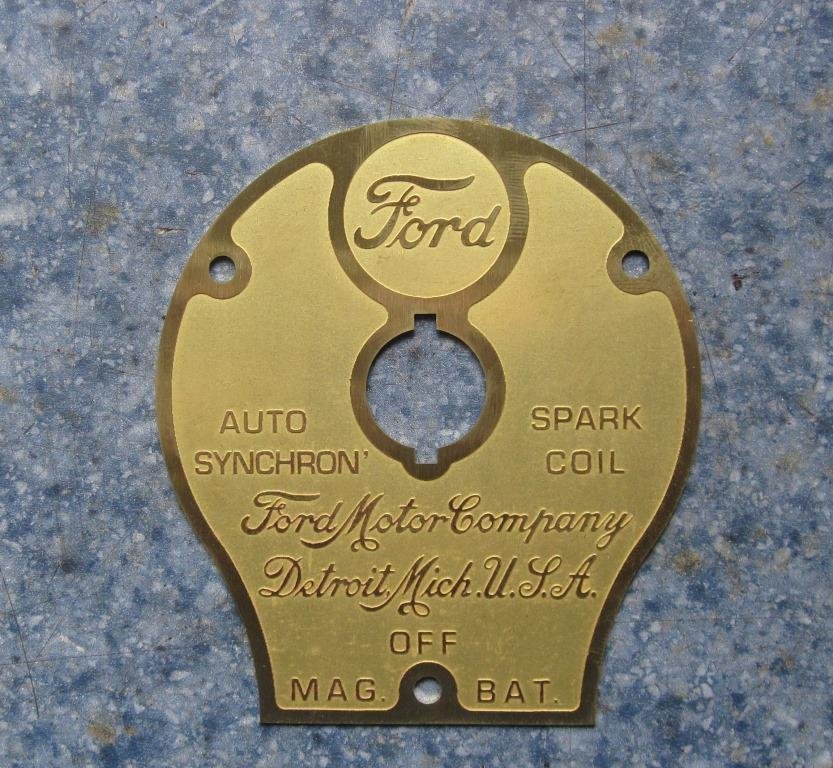 Ford
AUTO SPARK
SYNCHRON' COIL
Ford Motor Company
Detroit, Mich. U.S.A.
OFF
MAG. BAT.